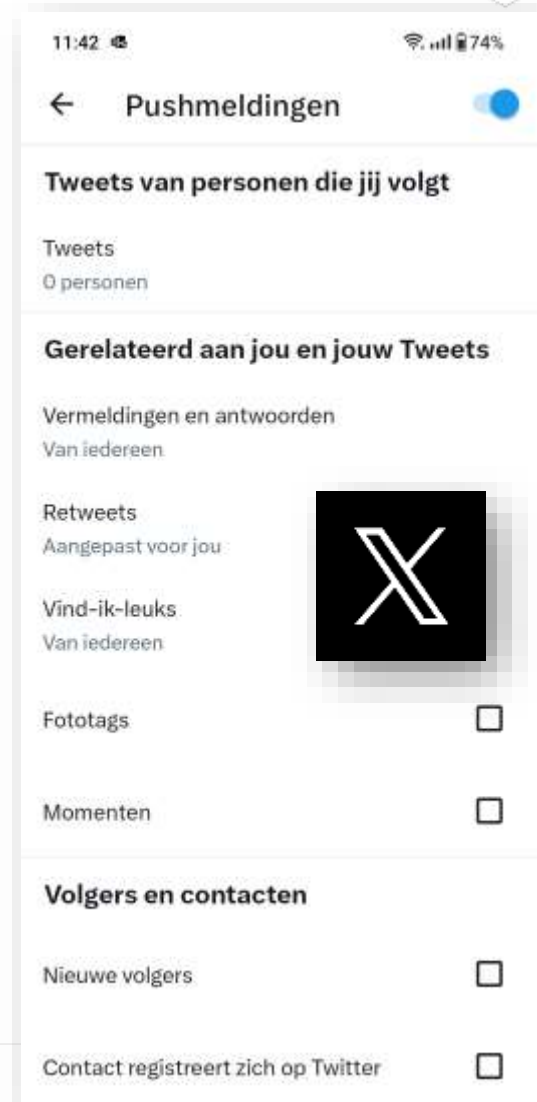 11:42
74%
Pushmeldingen
Tweets van personen die jij volgt
Tweets
0 personen
Gerelateerd aan jou en jouw Tweets
Vermeldingen en antwoorden
Van iedereen
Retweets
Aangepast voor jou
X
Vind-ik-leuks
Van iedereen
Fototags
Momenten
Volgers en contacten
Nieuwe volgers
Contact registreert zich op Twitter